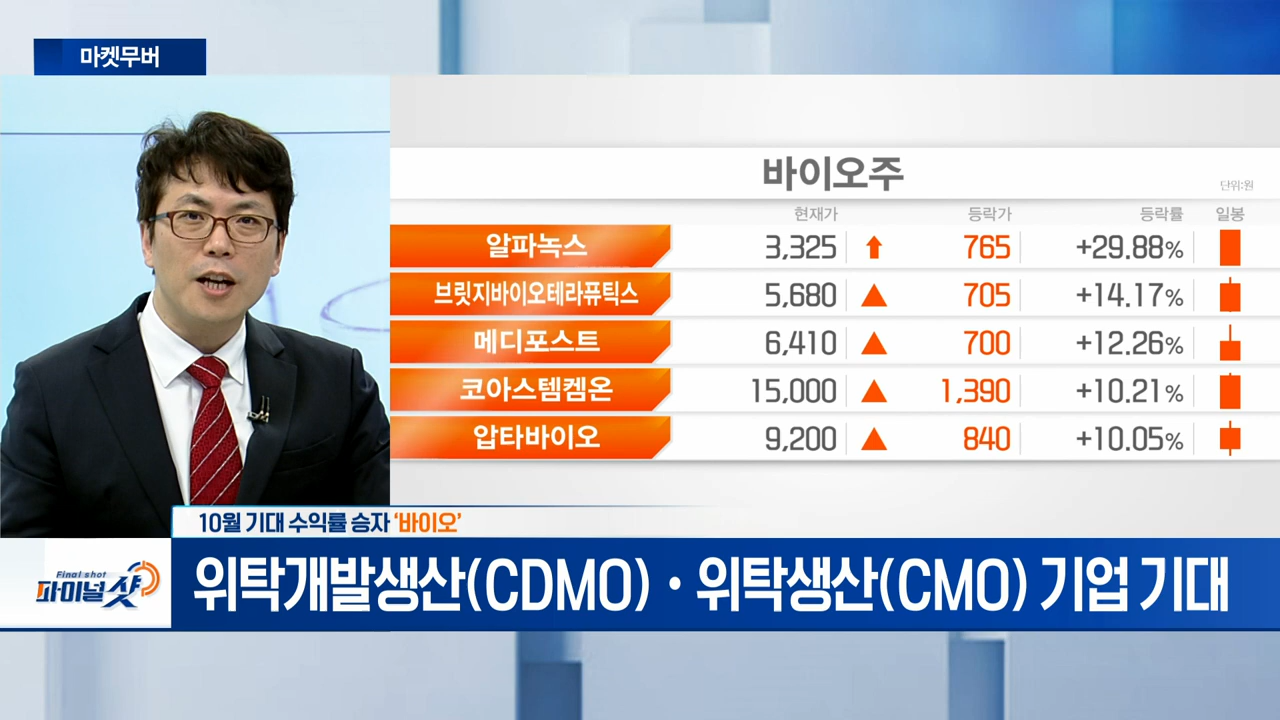 마켓무버
바이오주
단위:원
현재가 등락가 등락률 일봉
알파녹스 3,325 765 +29.88%
브릿지바이오테라퓨틱스 5,680 ▲ 705 +14.17%
메디포스트 6,410 ▲ 700 +12.26%
코아스템켐온 15,000 ▲ 1,390 +10.21%
압타바이오 9,200 ▲ 840 +10.05%
10월 기대 수익률 승자 '바이오'
Final shot
파이널샷
위탁개발생산(CDMO)·위탁생산(CMO) 기업 기대